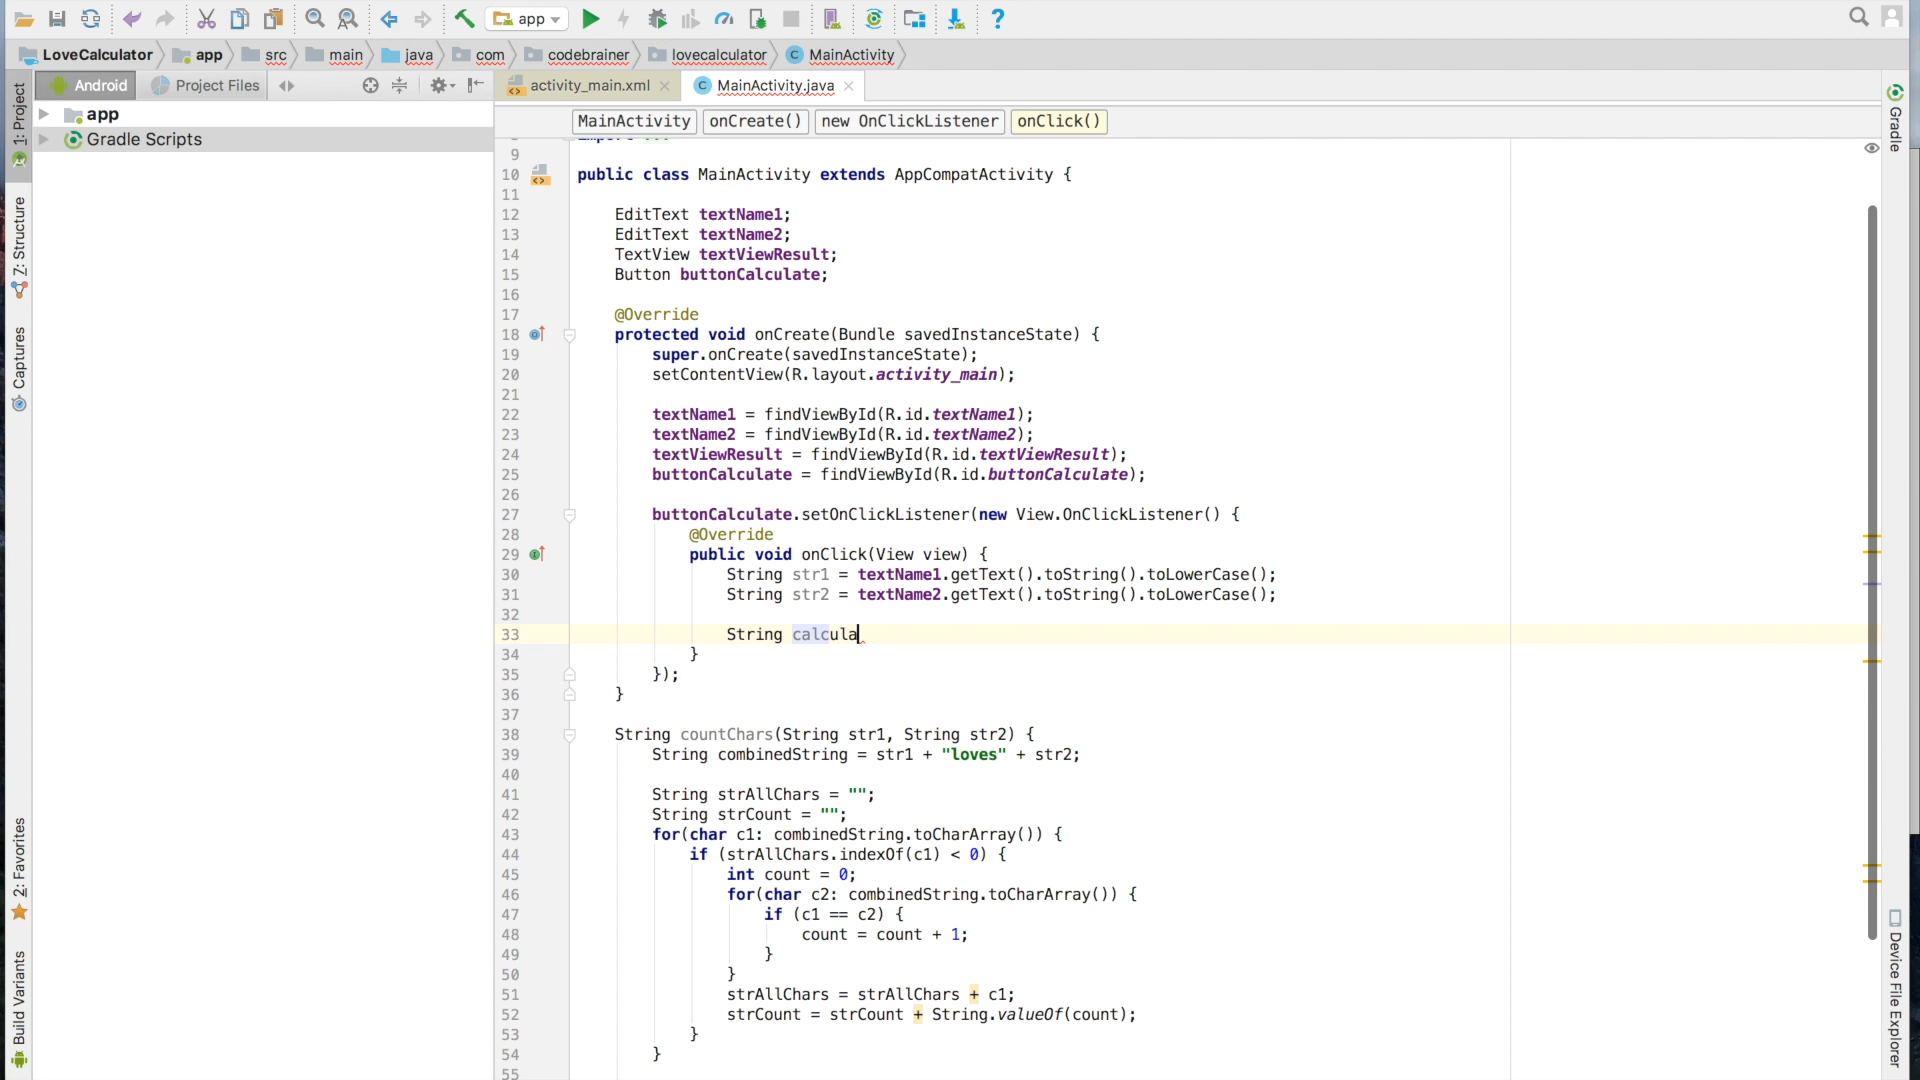 app
LoveCalculator app src main java com codebrainer lovecalculator MainActivity
Android Project Files activity_main.xml MainActivity.java
MainActivity onCreate() new OnClickListener onClick()
app
Gradle Scripts
1: Project
7: Structure
Captures
2: Favorites
Build Variants
9
10 public class MainActivity extends AppCompatActivity {
11
12 EditText textName1;
13 EditText textName2;
14 TextView textViewResult;
15 Button buttonCalculate;
16
17 @Override
18 protected void onCreate(Bundle savedInstanceState) {
19 super.onCreate(savedInstanceState);
20 setContentView(R.layout.activity_main);
21
22 textName1 = findViewById(R.id.textName1);
23 textName2 = findViewById(R.id.textName2);
24 textViewResult = findViewById(R.id.textViewResult);
25 buttonCalculate = findViewById(R.id.buttonCalculate);
26
27 buttonCalculate.setOnClickListener(new View.OnClickListener() {
28 @Override
29 public void onClick(View view) {
30 String str1 = textName1.getText().toString().toLowerCase();
31 String str2 = textName2.getText().toString().toLowerCase();
32
33 String calcula
34 }
35 });
36 }
37
38 String countChars(String str1, String str2) {
39 String combinedString = str1 + "loves" + str2;
40
41 String strAllChars = "";
42 String strCount = "";
43 for(char c1: combinedString.toCharArray()) {
44 if (strAllChars.indexOf(c1) < 0) {
45 int count = 0;
46 for(char c2: combinedString.toCharArray()) {
47 if (c1 == c2) {
48 count = count + 1;
49 }
50 }
51 strAllChars = strAllChars + c1;
52 strCount = strCount + String.valueOf(count);
53 }
54 }
55
Gradle
Device File Explorer